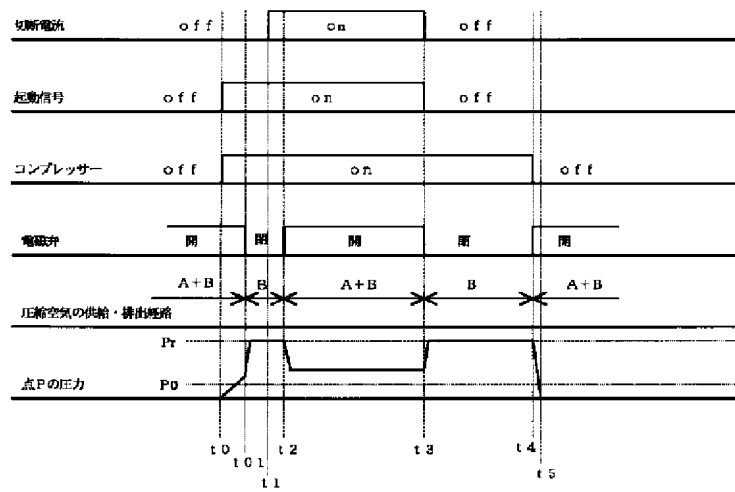 切断電流 off on off
起動信号 off on off
コンプレッサー off on off
電磁弁 開 閉 開 閉 開
A+B B A+B B A+B
圧縮空気の供給・排出経路
Pr
点Pの圧力 P0
t0 t01 t1 t2 t3 t4 t5